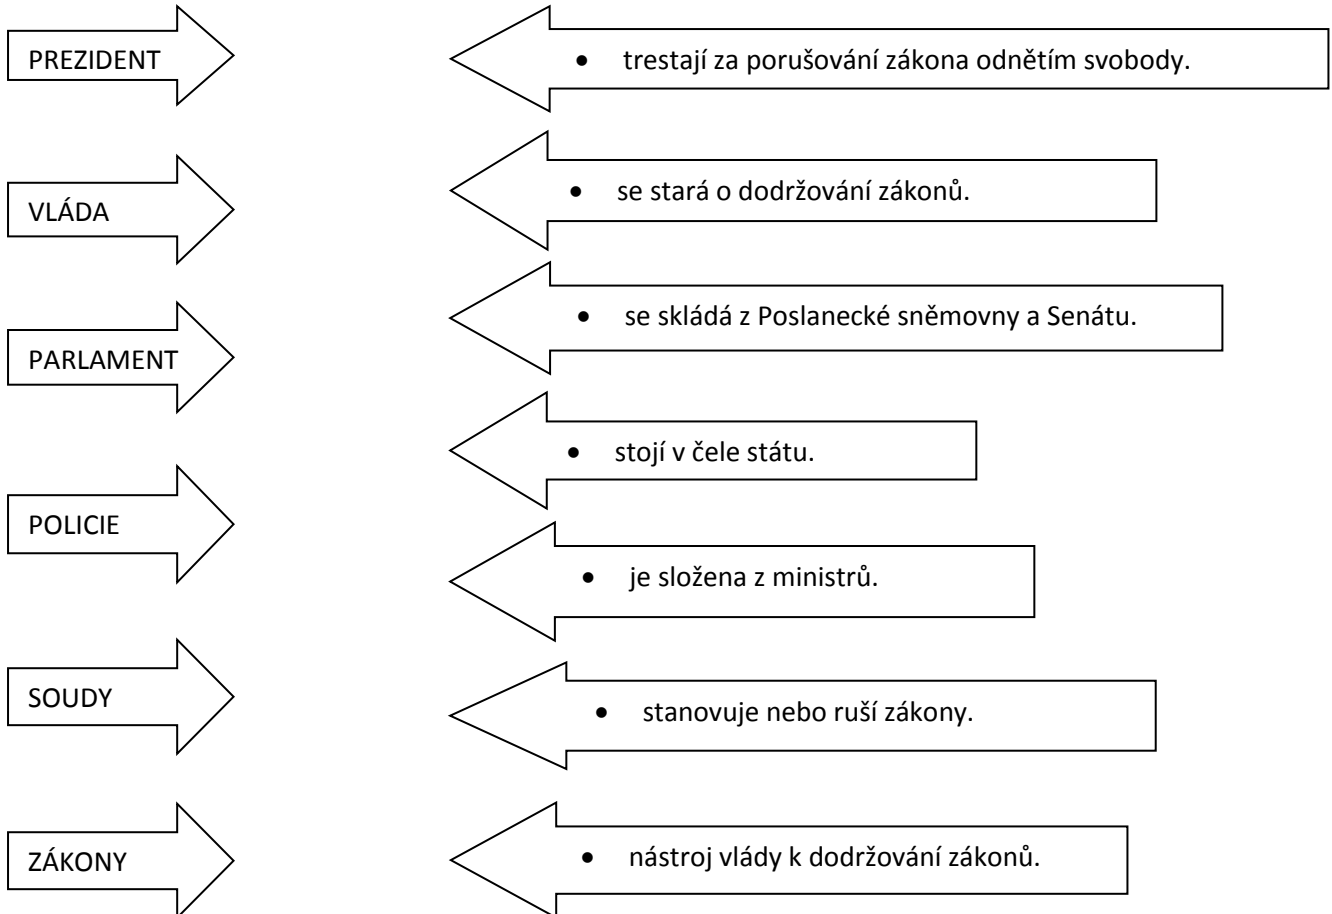 PREZIDENT
• trestají za porušování zákona odnětím svobody.
VLÁDA
• se stará o dodržování zákonů.
PARLAMENT
• se skládá z Poslanecké sněmovny a Senátu.
• stojí v čele státu.
POLICIE
• je složena z ministrů.
SOUDY
• stanovuje nebo ruší zákony.
ZÁKONY
• nástroj vlády k dodržování zákonů.